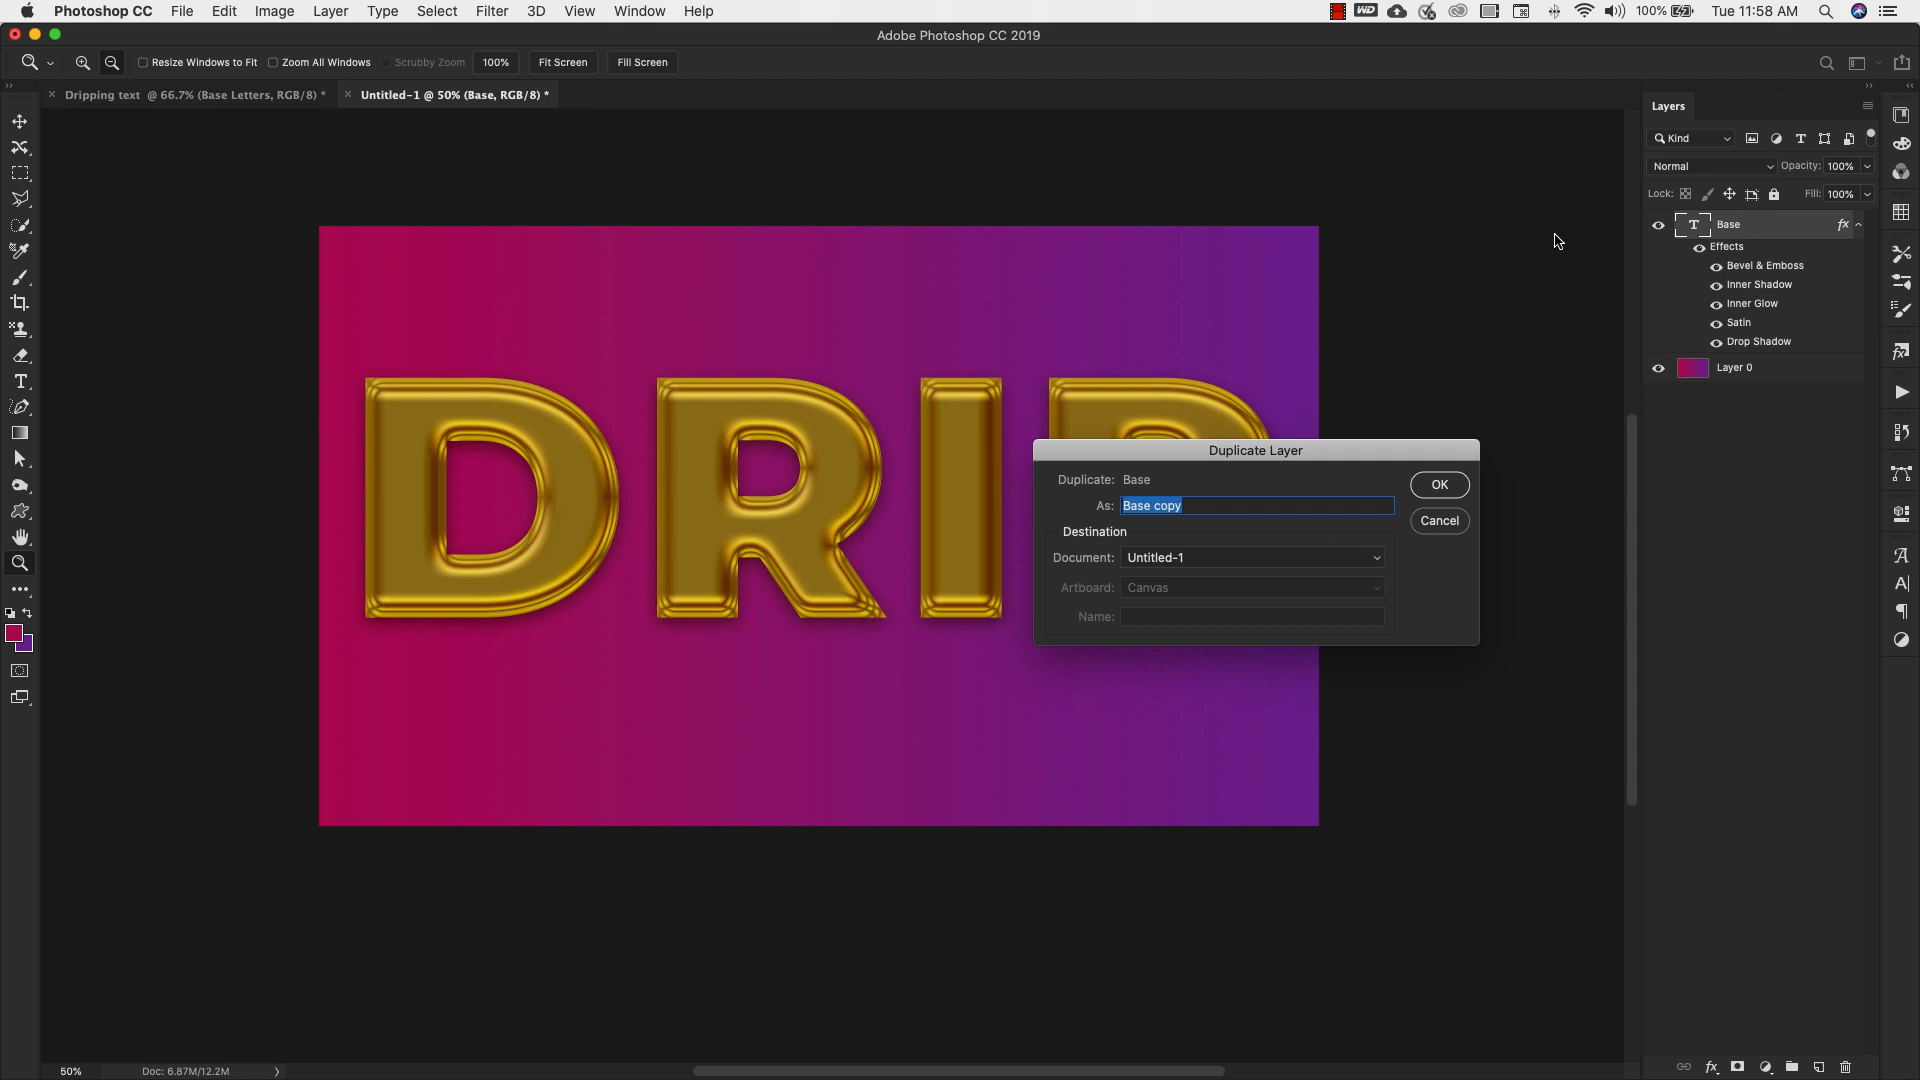 Photoshop CC File Edit Image Layer Type Select Filter 3D View Window Help 100% Tue 11:58 AM
Adobe Photoshop CC 2019
Resize Windows to Fit Zoom All Windows Scrubby Zoom 100% Fit Screen Fill Screen
Dripping text @ 66.7% (Base Letters, RGB/8) * Untitled-1 @ 50% (Base, RGB/8) *
Layers
Kind
Normal Opacity: 100%
Lock: Fill: 100%
T Base fx
Effects
Bevel & Emboss
Inner Shadow
Inner Glow
Satin
Drop Shadow
Layer 0
DRIP
Duplicate Layer
Duplicate: Base
As: Base copy
OK
Cancel
Destination
Document: Untitled-1
Artboard: Canvas
Name:
50% Doc: 6.87M/12.2M